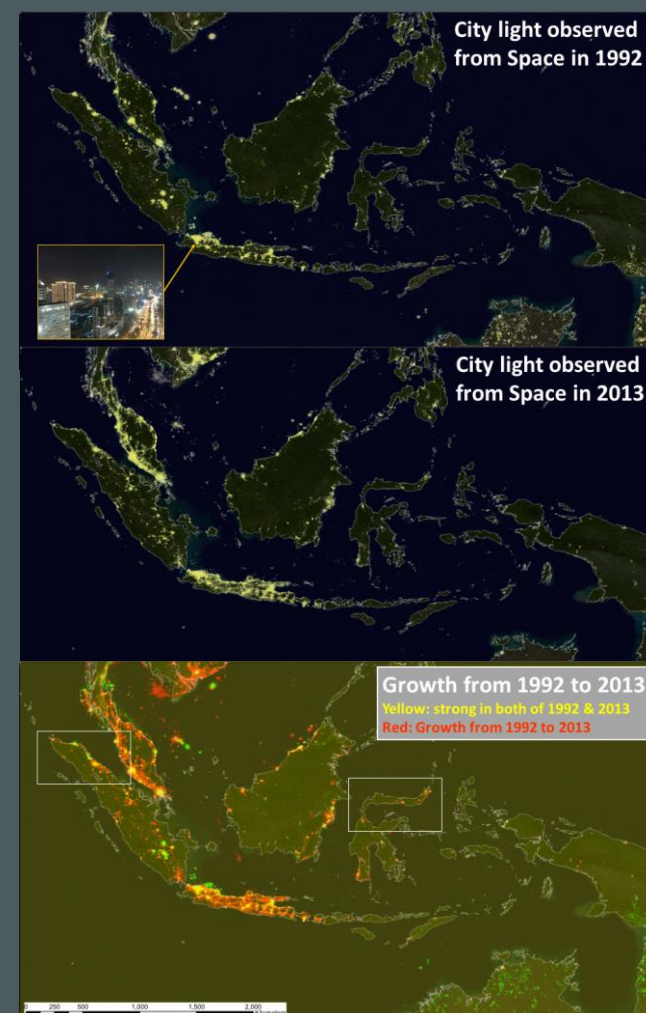 City light observed
from Space in 1992
City light observed
from Space in 2013
Growth from 1992 to 2013
Yellow: strong in both of 1992 & 2013
Red: Growth from 1992 to 2013
0 250 500 1,000 1,500 2,000
Kilometers